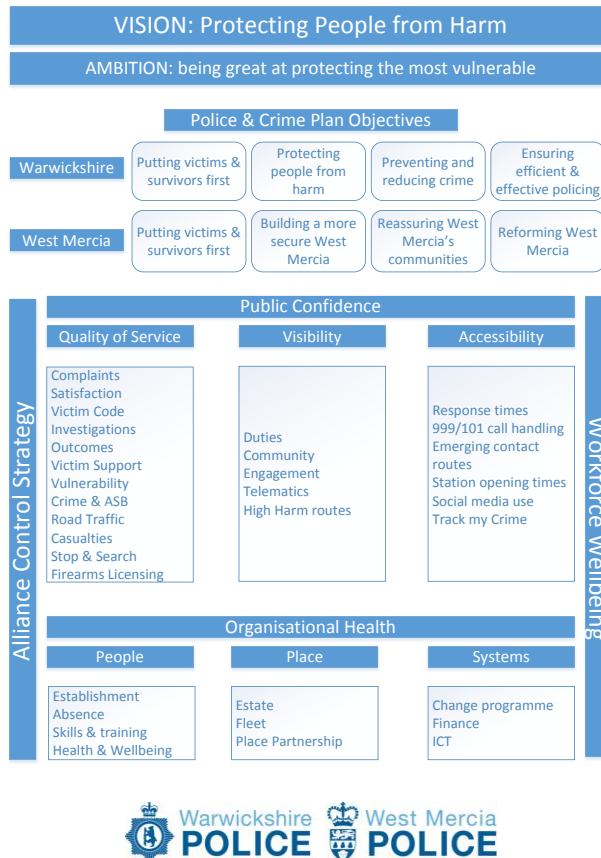 VISION: Protecting People from Harm
AMBITION: being great at protecting the most vulnerable
Police & Crime Plan Objectives
Warwickshire
Putting victims &
survivors first
Protecting
people from
harm
Preventing and
reducing crime
Ensuring
efficient &
effective policing
West Mercia
Putting victims &
survivors first
Building a more
secure West
Mercia
Reassuring West
Mercia's
communities
Reforming West
Mercia
Alliance Control Strategy
Public Confidence
Quality of Service
Complaints
Satisfaction
Victim Code
Investigations
Outcomes
Victim Support
Vulnerability
Crime & ASB
Road Traffic
Casualties
Stop & Search
Firearms Licensing
Visibility
Duties
Community
Engagement
Telematics
High Harm routes
Accessibility
Response times
999/101 call handling
Emerging contact
routes
Station opening times
Social media use
Track my Crime
Organisational Health
People
Establishment
Absence
Skills & training
Health & Wellbeing
Place
Estate
Fleet
Place Partnership
Systems
Change programme
Finance
ICT
Workforce Wellbeing
Warwickshire
POLICE
West Mercia
POLICE